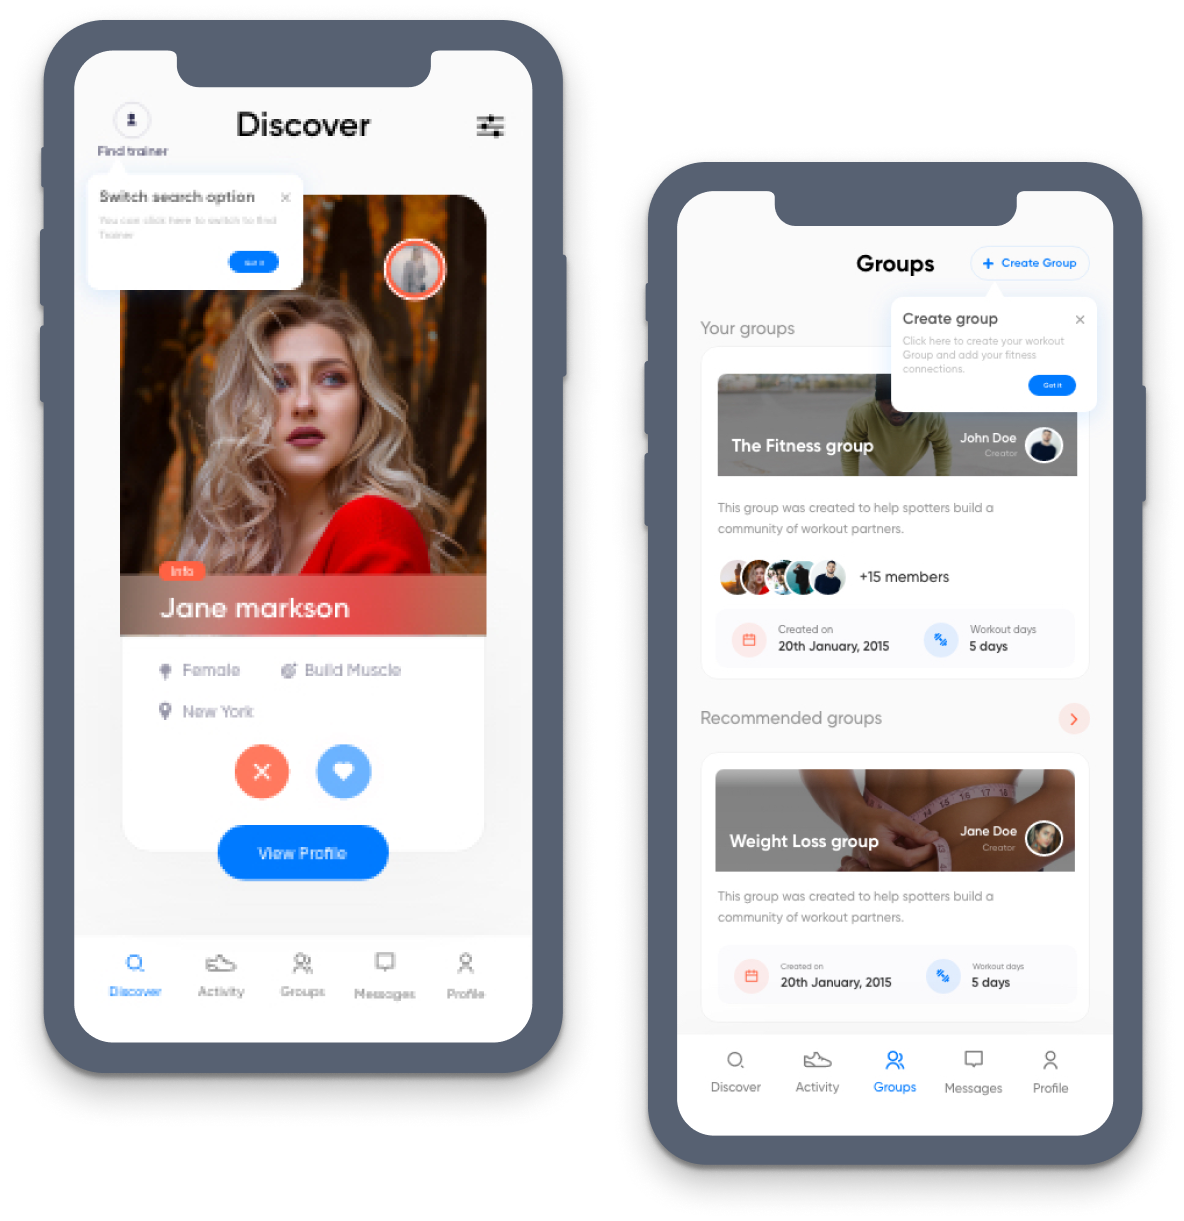 Discover
Find trainer
Switch search option
You can click here to switch to find
Trainer
Got it
Info
Jane markson
Female
Build Muscle
New York
View Profile
Discover
Activity
Groups
Messages
Profile
Groups
+ Create Group
Create group
Click here to create your workout
Group and add your fitness
connections.
Got it
Your groups
The Fitness group
John Doe
Creator
This group was created to help spotters build a
community of workout partners.
+15 members
Created on
20th January, 2015
Workout days
5 days
Recommended groups
15 16 17 18
Weight Loss group
Jane Doe
Creator
This group was created to help spotters build a
community of workout partners.
Created on
20th January, 2015
Workout days
5 days
Discover
Activity
Groups
Messages
Profile